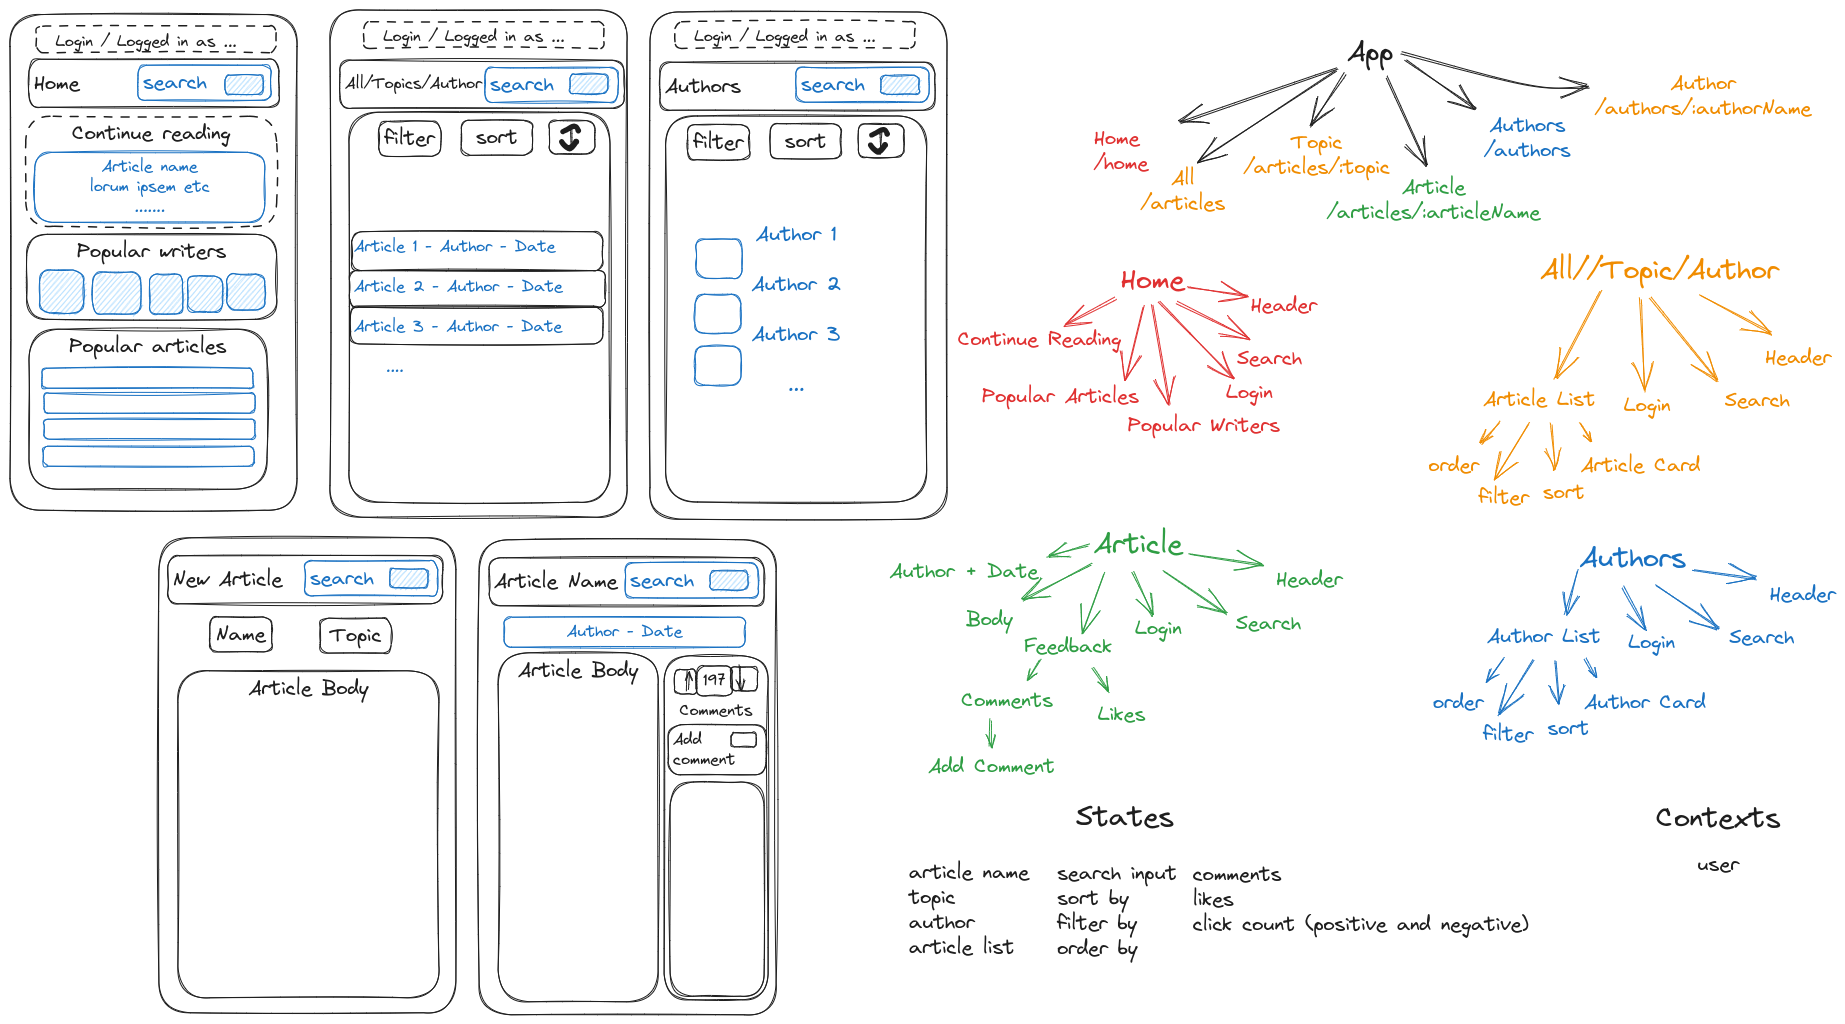 Login / Logged in as ...
Home
search
Continue reading
Article name
lorum ipsem etc
.......
Popular writers
Popular articles
Login / Logged in as ...
All/Topics/Author
search
filter
sort
Article 1 - Author - Date
Article 2 - Author - Date
Article 3 - Author - Date
....
Login / Logged in as ...
Authors
search
filter
sort
Author 1
Author 2
Author 3
...
New Article
search
Name
Topic
Article Body
Article Name
search
Author - Date
Article Body
197
Comments
Add
comment
App
Home
/home
All
/articles
Topic
/articles/:topic
Article
/articles/:articleName
Authors
/authors
Author
/authors/:authorName
Home
Continue Reading
Popular Articles
Popular Writers
Login
Search
Header
All//Topic/Author
Article List
Login
Search
Header
order
filter
sort
Article Card
Article
Author + Date
Body
Feedback
Login
Search
Header
Comments
Likes
Add Comment
Authors
Author List
Login
Search
Header
order
filter
sort
Author Card
States
article name
topic
author
article list
search input
sort by
filter by
order by
comments
likes
click count (positive and negative)
Contexts
user